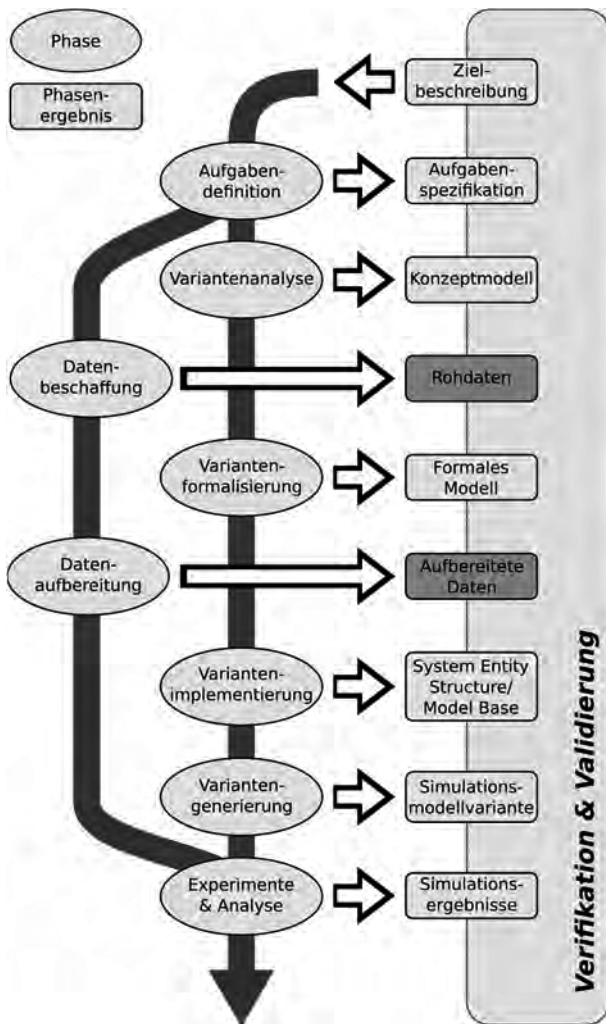 Phase
Phasen-
ergebnis
Ziel-
beschreibung
Aufgaben-
definition
Aufgaben-
spezifikation
Variantenanalyse
Konzeptmodell
Daten-
beschaffung
Rohdaten
Varianten-
formalisierung
Formales
Modell
Daten-
aufbereitung
Aufbereitete
Daten
Varianten-
implementierung
System Entity
Structure/
Model Base
Varianten-
generierung
Simulations-
modellvariante
Experimente
& Analyse
Simulations-
ergebnisse
Verifikation & Validierung